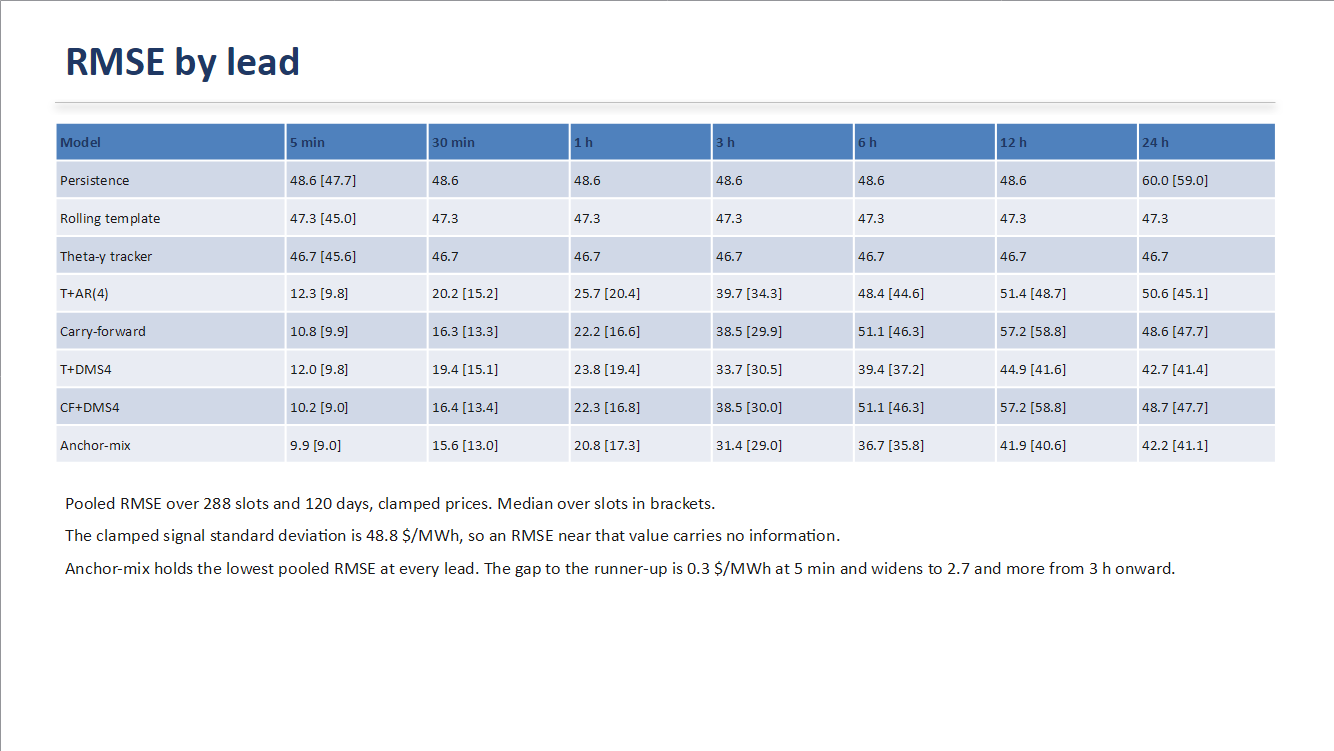 RMSE by lead
Model 5 min 30 min 1 h 3 h 6 h 12 h 24 h
Persistence 48.6 [47.7] 48.6 48.6 48.6 48.6 48.6 60.0 [59.0]
Rolling template 47.3 [45.0] 47.3 47.3 47.3 47.3 47.3 47.3
Theta-y tracker 46.7 [45.6] 46.7 46.7 46.7 46.7 46.7 46.7
T+AR(4) 12.3 [9.8] 20.2 [15.2] 25.7 [20.4] 39.7 [34.3] 48.4 [44.6] 51.4 [48.7] 50.6 [45.1]
Carry-forward 10.8 [9.9] 16.3 [13.3] 22.2 [16.6] 38.5 [29.9] 51.1 [46.3] 57.2 [58.8] 48.6 [47.7]
T+DMS4 12.0 [9.8] 19.4 [15.1] 23.8 [19.4] 33.7 [30.5] 39.4 [37.2] 44.9 [41.6] 42.7 [41.4]
CF+DMS4 10.2 [9.0] 16.4 [13.4] 22.3 [16.8] 38.5 [30.0] 51.1 [46.3] 57.2 [58.8] 48.7 [47.7]
Anchor-mix 9.9 [9.0] 15.6 [13.0] 20.8 [17.3] 31.4 [29.0] 36.7 [35.8] 41.9 [40.6] 42.2 [41.1]
Pooled RMSE over 288 slots and 120 days, clamped prices. Median over slots in brackets.
The clamped signal standard deviation is 48.8 $/MWh, so an RMSE near that value carries no information.
Anchor-mix holds the lowest pooled RMSE at every lead. The gap to the runner-up is 0.3 $/MWh at 5 min and widens to 2.7 and more from 3 h onward.